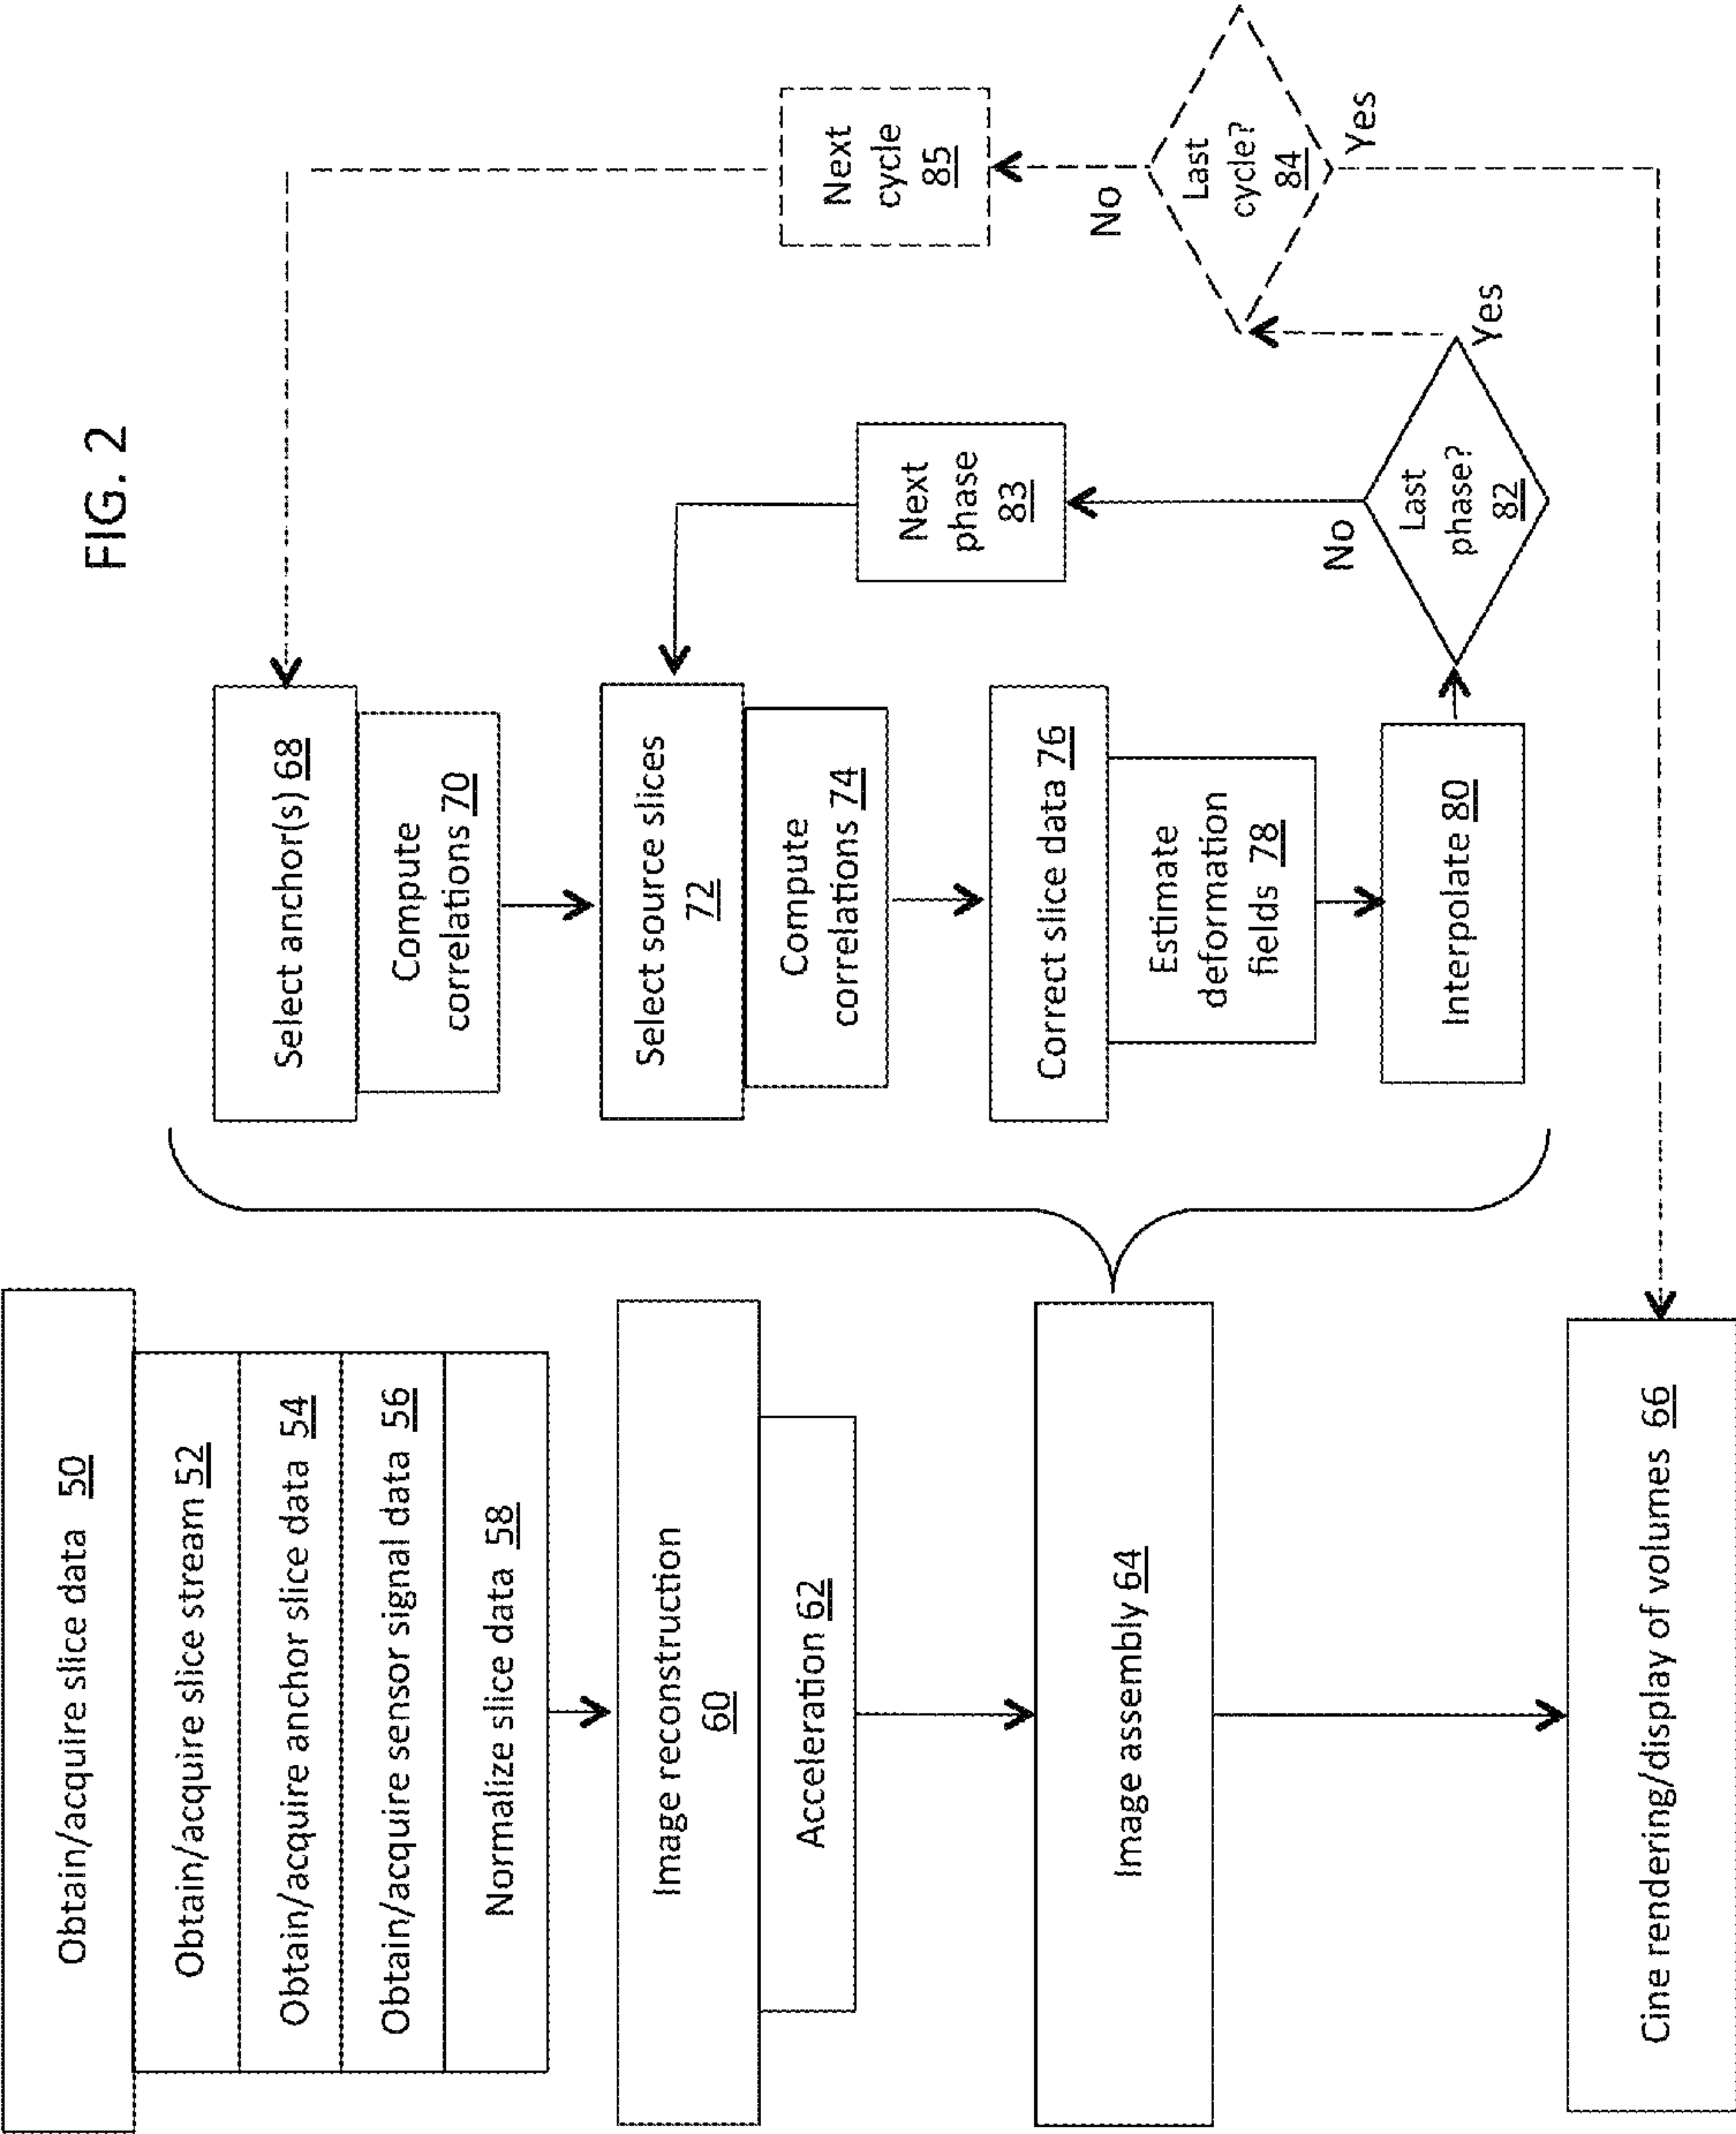 FIG. 2
Obtain/acquire slice data 50
Obtain/acquire slice stream 52
Obtain/acquire anchor slice data 54
Obtain/acquire sensor signal data 56
Normalize slice data 58
Image reconstruction
60
Acceleration 62
Image assembly 64
Cine rendering/display of volumes 66
Select anchor(s) 68
Compute
correlations 70
Select source slices
72
Compute
correlations 74
Correct slice data 76
Estimate
deformation
fields 78
Interpolate 80
Last
phase?
82
No
Yes
Next
phase
83
Last
cycle?
84
No
Yes
Next
cycle
85